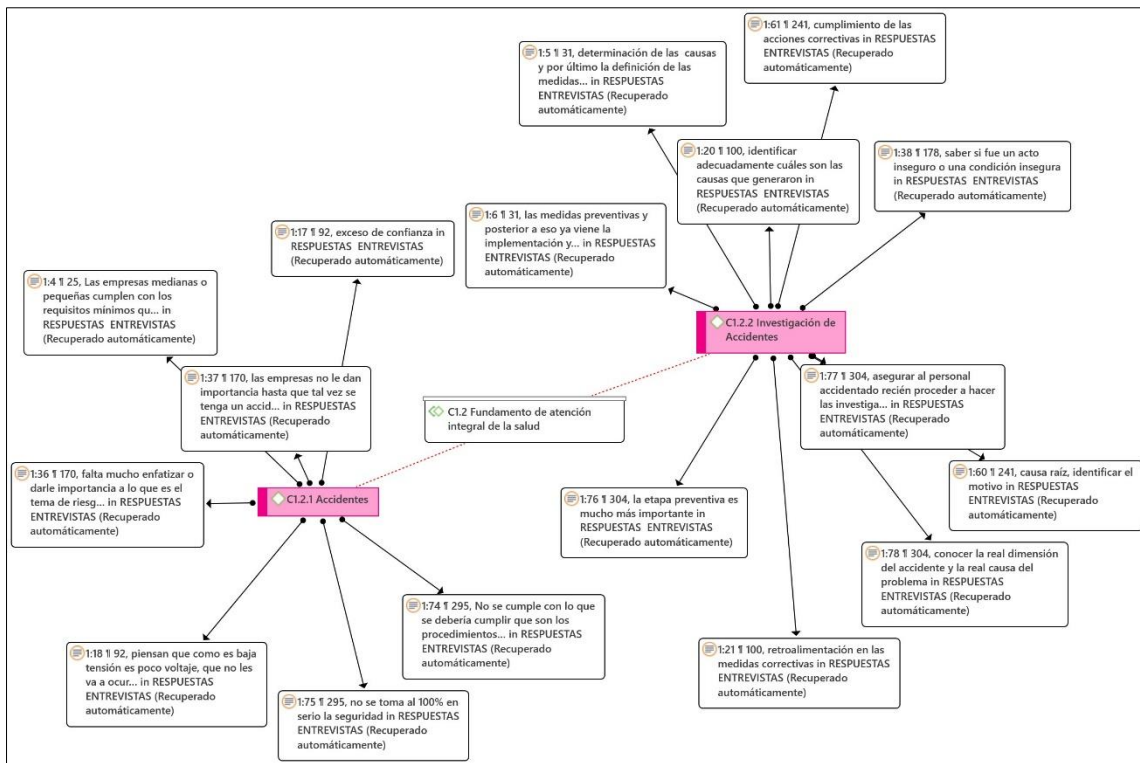 1:61 ¶ 241, cumplimiento de las
acciones correctivas in RESPUESTAS
ENTREVISTAS (Recuperado
automáticamente)
1:5 ¶ 31, determinación de las causas
y por último la definición de las
medidas... in RESPUESTAS
ENTREVISTAS (Recuperado
automáticamente)
1:20 ¶ 100, identificar
adecuadamente cuáles son las
causas que generaron in
RESPUESTAS ENTREVISTAS
(Recuperado automáticamente)
1:38 ¶ 178, saber si fue un acto
inseguro o una condición insegura
in RESPUESTAS ENTREVISTAS
(Recuperado automáticamente)
1:6 ¶ 31, las medidas preventivas y
posterior a eso ya viene la
implementación y... in RESPUESTAS
ENTREVISTAS (Recuperado
automáticamente)
1:17 ¶ 92, exceso de confianza in
RESPUESTAS ENTREVISTAS
(Recuperado automáticamente)
1:4 ¶ 25, Las empresas medianas o
pequeñas cumplen con los
requisitos mínimos qu... in
RESPUESTAS ENTREVISTAS
(Recuperado automáticamente)
C1.2.2 Investigación de
Accidentes
1:37 ¶ 170, las empresas no le dan
importancia hasta que tal vez se
tenga un accid... in RESPUESTAS
ENTREVISTAS (Recuperado
automáticamente)
1:77 ¶ 304, asegurar al personal
accidentado recién proceder a hacer
las investiga... in RESPUESTAS
ENTREVISTAS (Recuperado
automáticamente)
C1.2 Fundamento de atención
integral de la salud
1:36 ¶ 170, falta mucho enfatizar o
darle importancia a lo que es el
tema de riesg... in RESPUESTAS
ENTREVISTAS (Recuperado
automáticamente)
C1.2.1 Accidentes
1:76 ¶ 304, la etapa preventiva es
mucho más importante in
RESPUESTAS ENTREVISTAS
(Recuperado automáticamente)
1:60 ¶ 241, causa raíz, identificar el
motivo in RESPUESTAS
ENTREVISTAS (Recuperado
automáticamente)
1:78 ¶ 304, conocer la real dimensión
del accidente y la real causa del
problema in RESPUESTAS
ENTREVISTAS (Recuperado
automáticamente)
1:74 ¶ 295, No se cumple con lo que
se debería cumplir que son los
procedimientos... in RESPUESTAS
ENTREVISTAS (Recuperado
automáticamente)
1:18 ¶ 92, piensan que como es baja
tensión es poco voltaje, que no les
va a ocur... in RESPUESTAS
ENTREVISTAS (Recuperado
automáticamente)
1:21 ¶ 100, retroalimentación en las
medidas correctivas in RESPUESTAS
ENTREVISTAS (Recuperado
automáticamente)
1:75 ¶ 295, no se toma al 100% en
serio la seguridad in RESPUESTAS
ENTREVISTAS (Recuperado
automáticamente)